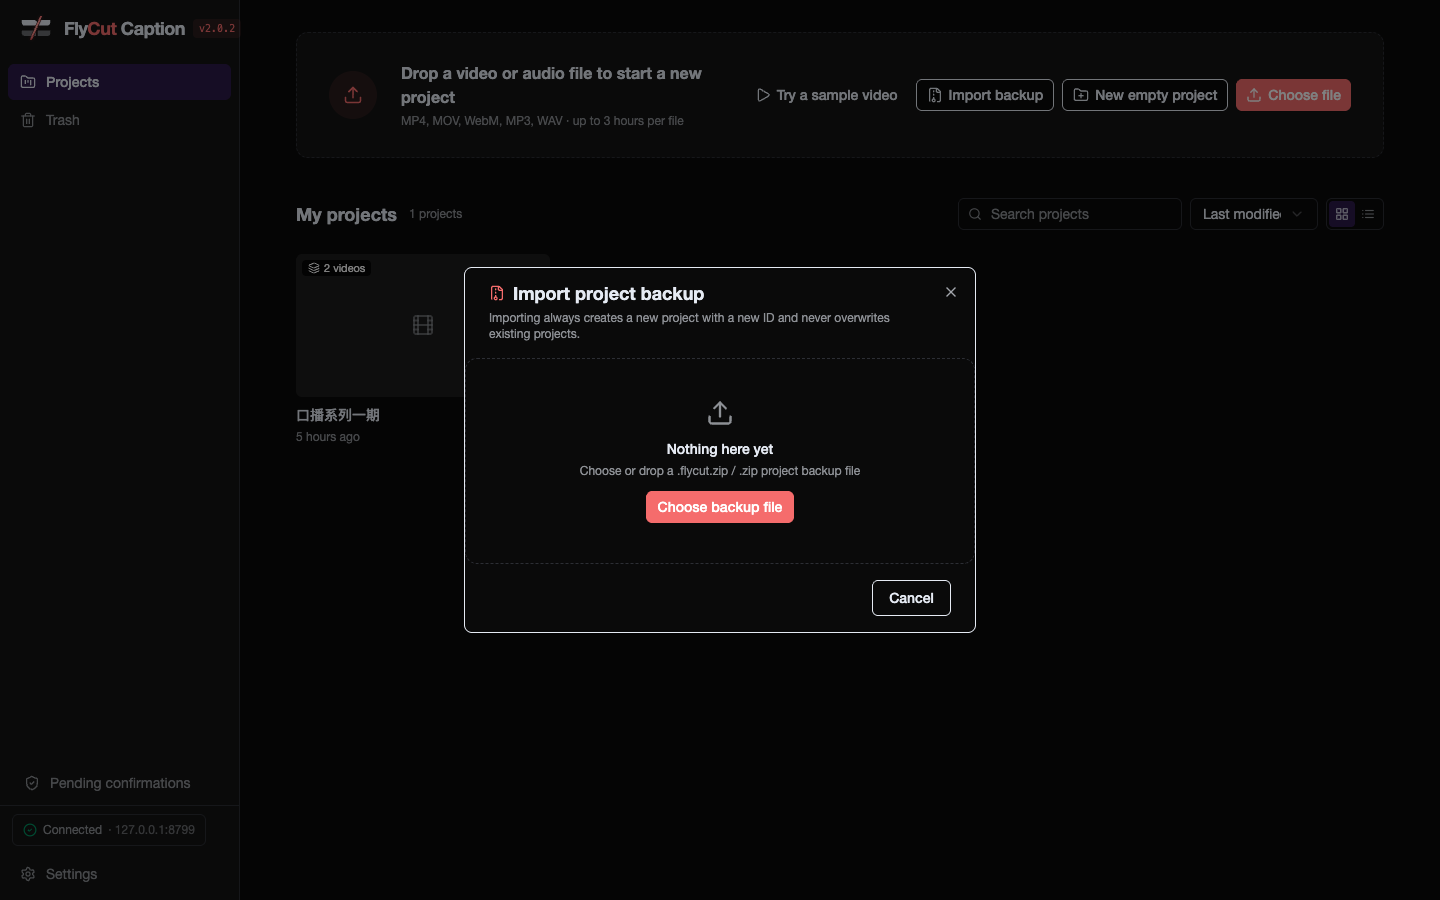 FlyCut Caption v2.0.2
Projects
Trash
Drop a video or audio file to start a new
project
MP4, MOV, WebM, MP3, WAV · up to 3 hours per file
Try a sample video
Import backup
New empty project
Choose file
My projects 1 projects
Search projects
Last modifie
2 videos
口播系列一期
5 hours ago
Import project backup
Importing always creates a new project with a new ID and never overwrites
existing projects.
Nothing here yet
Choose or drop a .flycut.zip / .zip project backup file
Choose backup file
Cancel
Pending confirmations
Connected · 127.0.0.1:8799
Settings